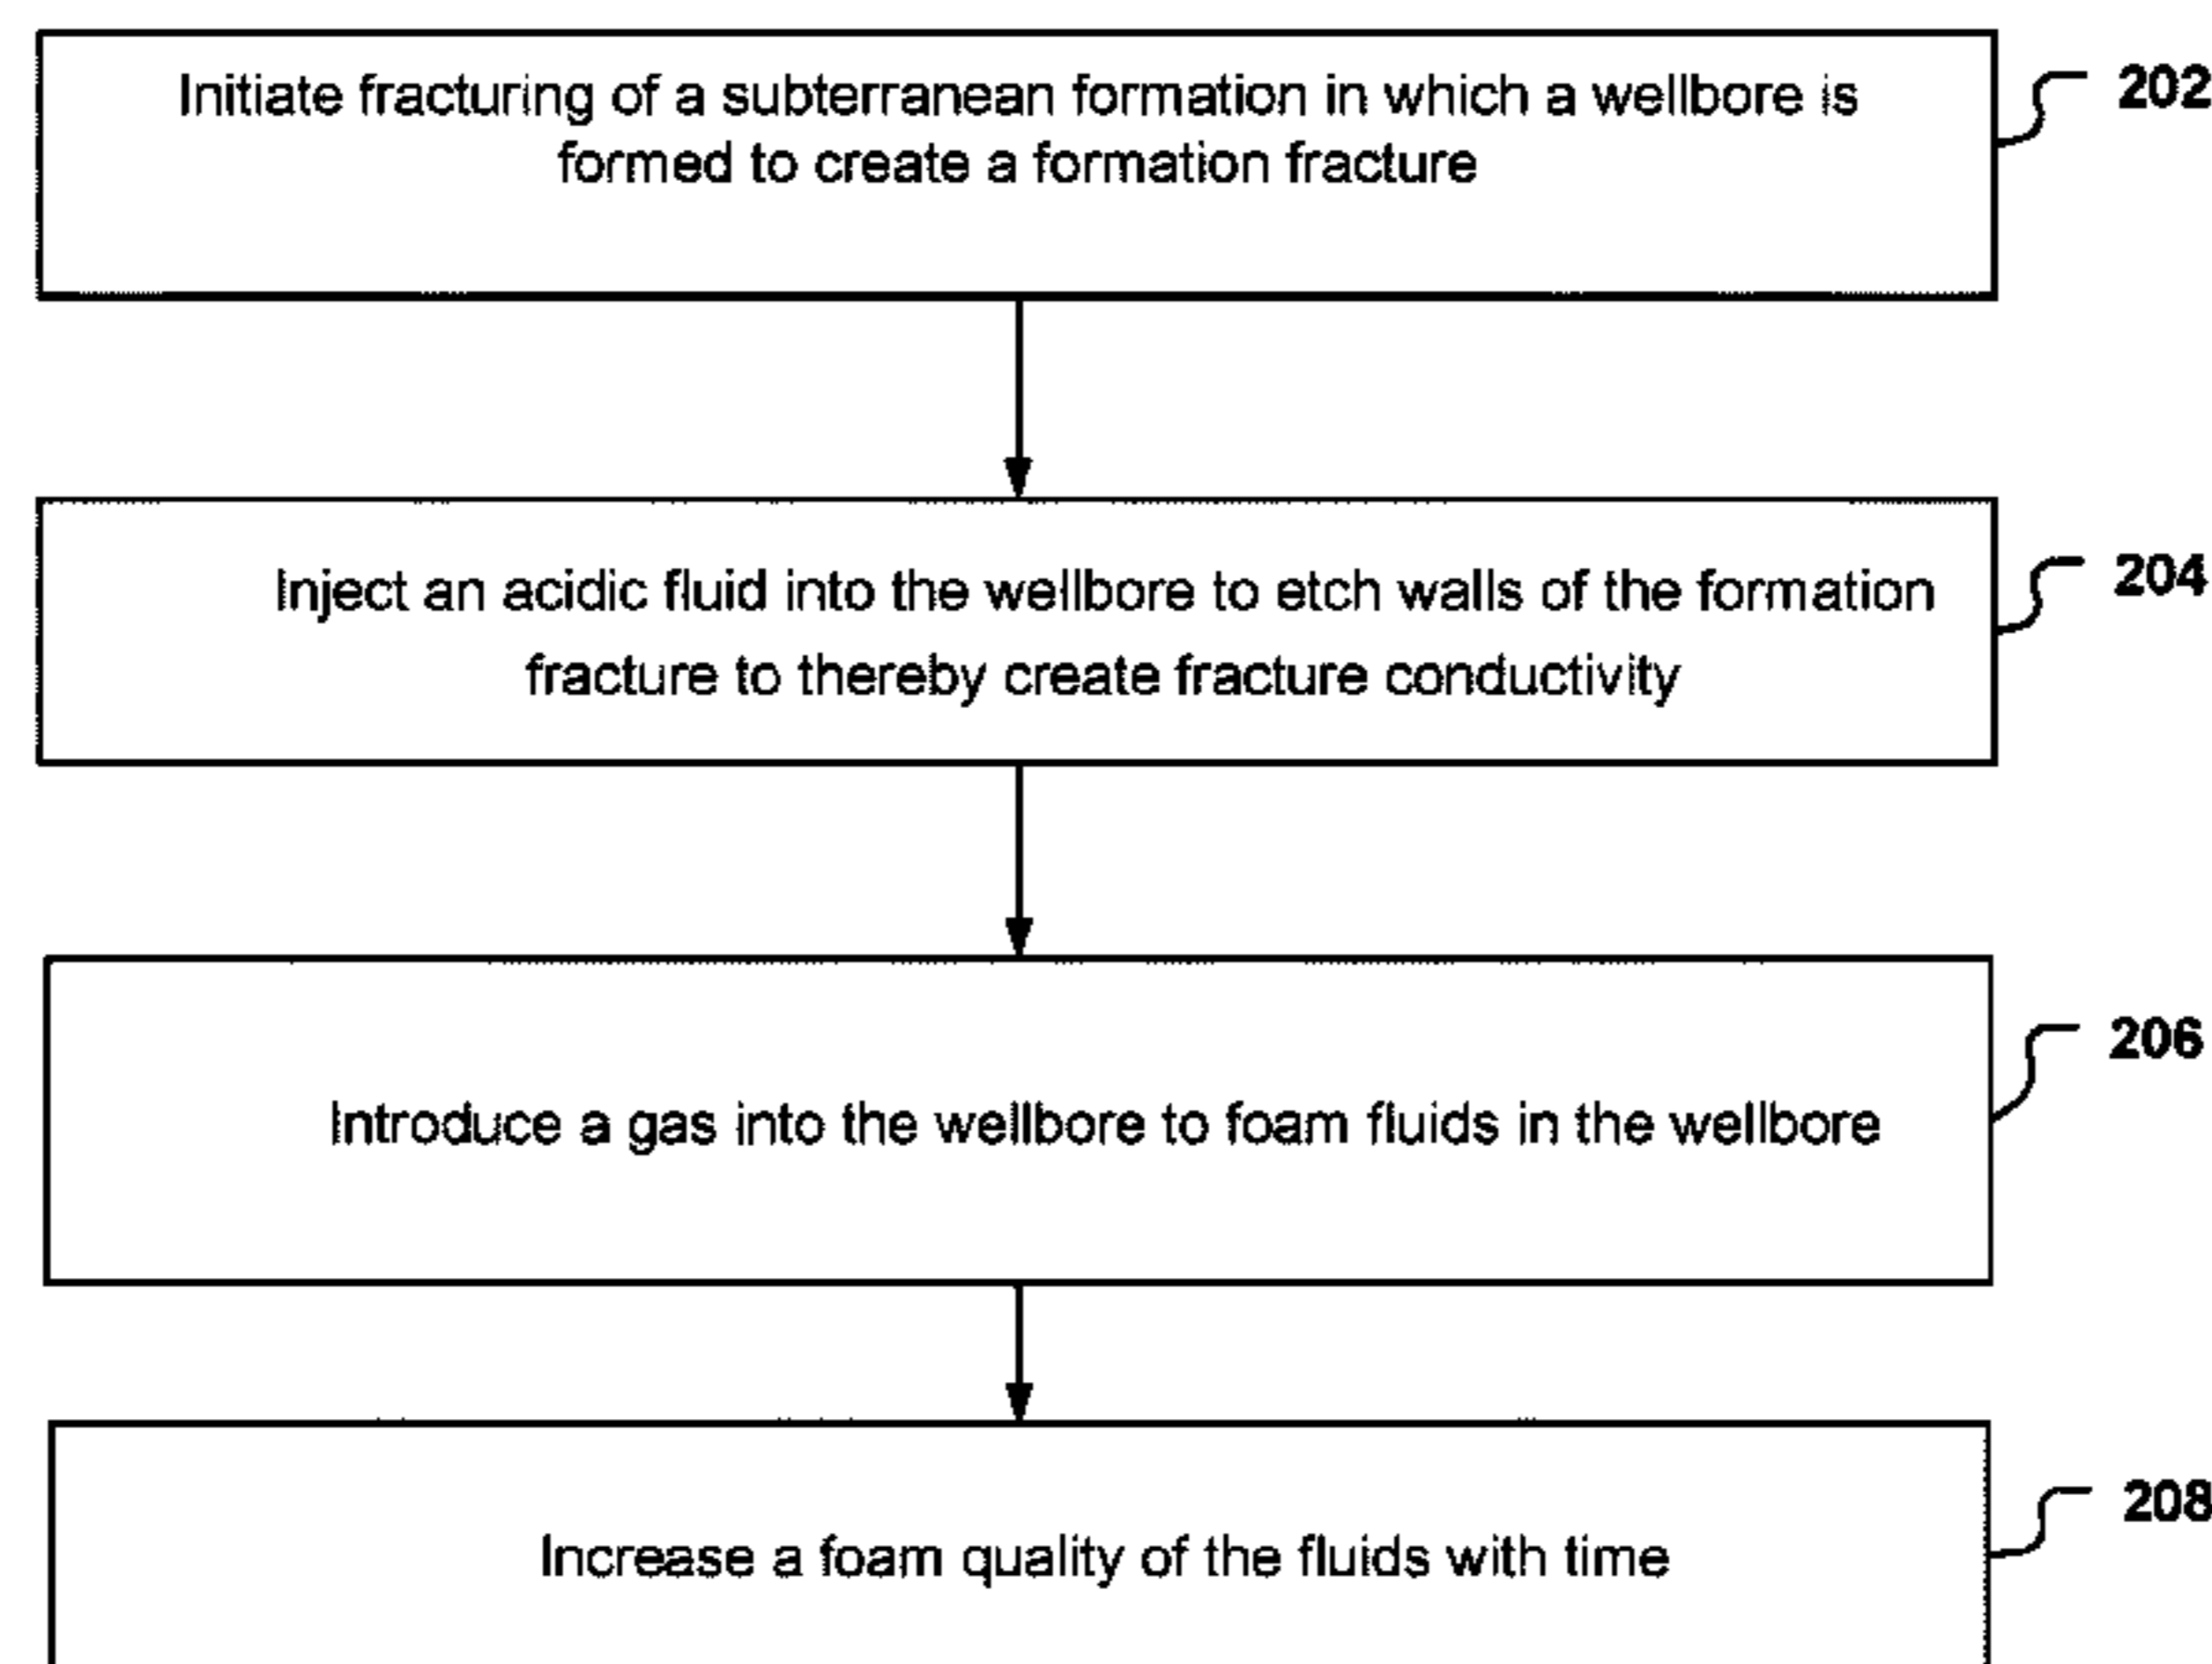 Initiate fracturing of a subterranean formation in which a wellbore is
formed to create a formation fracture
202
Inject an acidic fluid into the wellbore to etch walls of the formation
fracture to thereby create fracture conductivity
204
Introduce a gas into the wellbore to foam fluids in the wellbore
206
Increase a foam quality of the fluids with time
208